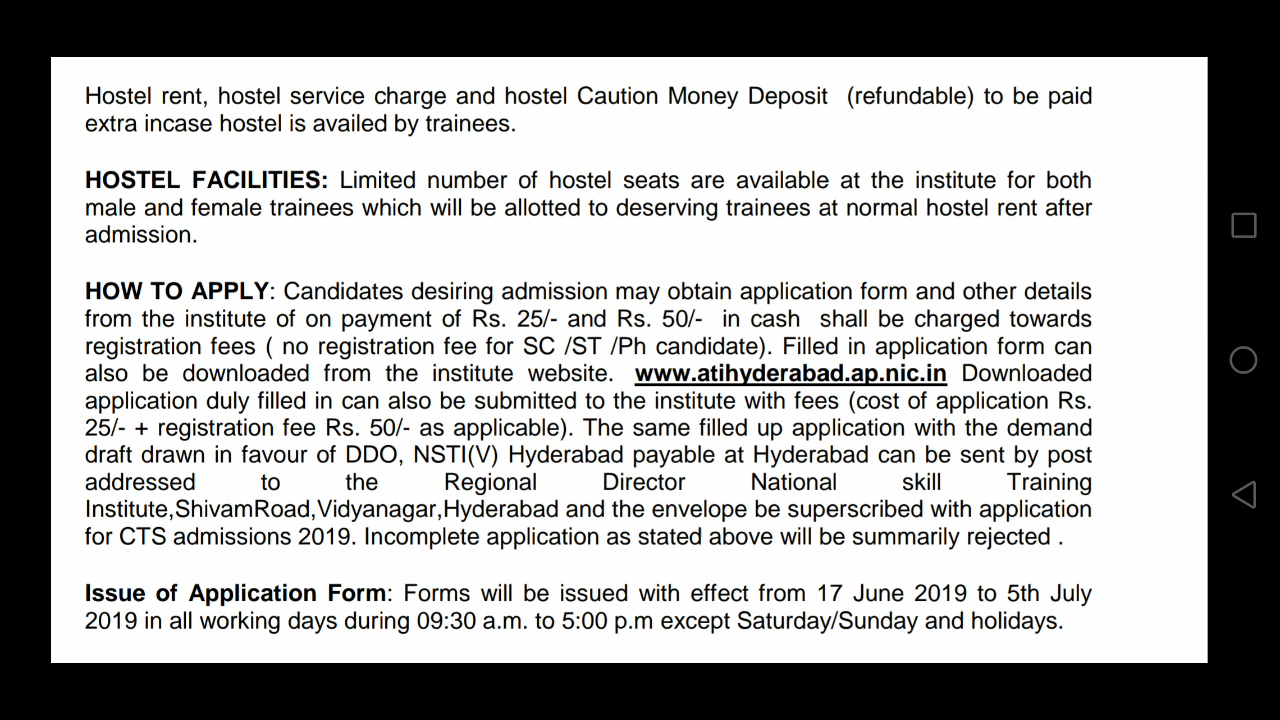 Hostel rent, hostel service charge and hostel Caution Money Deposit (refundable) to be paid
extra incase hostel is availed by trainees.
HOSTEL FACILITIES: Limited number of hostel seats are available at the institute for both
male and female trainees which will be allotted to deserving trainees at normal hostel rent after
admission.
HOW TO APPLY: Candidates desiring admission may obtain application form and other details
from the institute of on payment of Rs. 25/- and Rs. 50/- in cash shall be charged towards
registration fees ( no registration fee for SC /ST /Ph candidate). Filled in application form can
also be downloaded from the institute website. www.atihyderabad.ap.nic.in Downloaded
application duly filled in can also be submitted to the institute with fees (cost of application Rs.
25/- + registration fee Rs. 50/- as applicable). The same filled up application with the demand
draft drawn in favour of DDO, NSTI(V) Hyderabad payable at Hyderabad can be sent by post
addressed to the Regional Director National skill Training
Institute,ShivamRoad,Vidyanagar,Hyderabad and the envelope be superscribed with application
for CTS admissions 2019. Incomplete application as stated above will be summarily rejected .
Issue of Application Form: Forms will be issued with effect from 17 June 2019 to 5th July
2019 in all working days during 09:30 a.m. to 5:00 p.m except Saturday/Sunday and holidays.